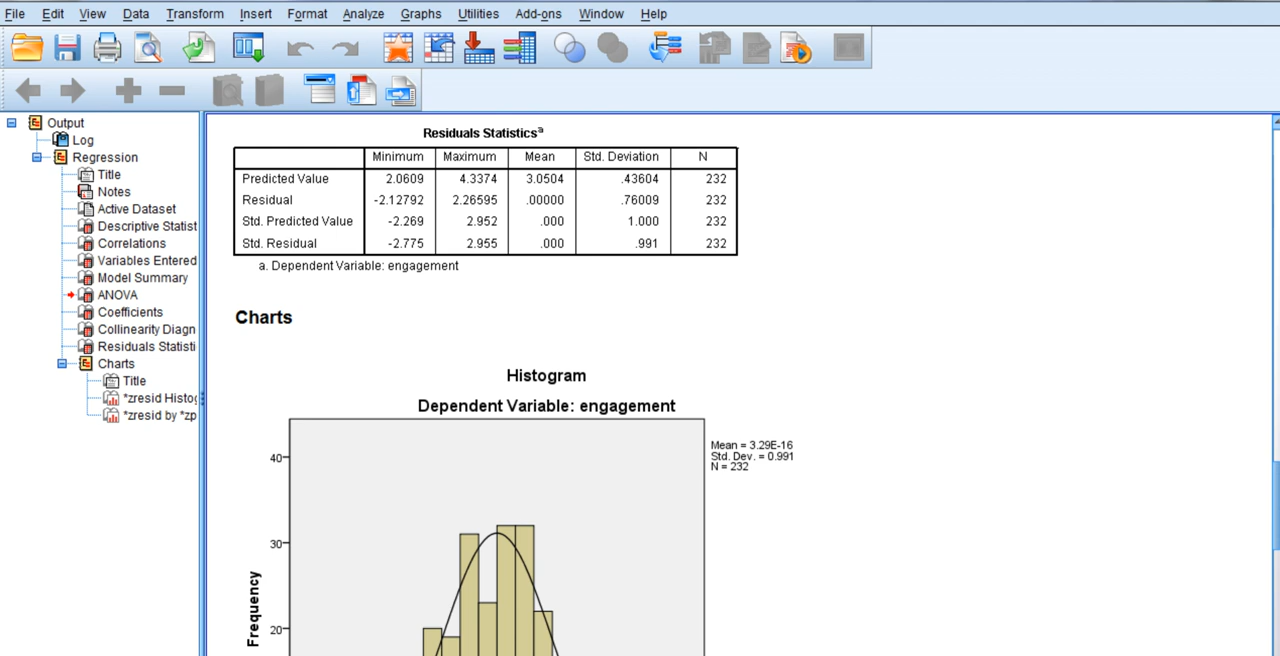 File Edit View Data Transform Insert Format Analyze Graphs Utilities Add-ons Window Help
Output
Log
Regression
Title
Notes
Active Dataset
Descriptive Statist
Correlations
Variables Entered
Model Summary
ANOVA
Coefficients
Collinearity Diagn
Residuals Statisti
Charts
Title
*zresid Histog
*zresid by *zp
Residuals Statisticsa
Minimum Maximum Mean Std. Deviation N
Predicted Value 2.0609 4.3374 3.0504 .43604 232
Residual -2.12792 2.26595 .00000 .76009 232
Std. Predicted Value -2.269 2.952 .000 1.000 232
Std. Residual -2.775 2.955 .000 .991 232
a. Dependent Variable: engagement
Charts
Histogram
Dependent Variable: engagement
Mean = 3.29E-16
Std. Dev. = 0.991
N = 232
40
30
20
Frequency